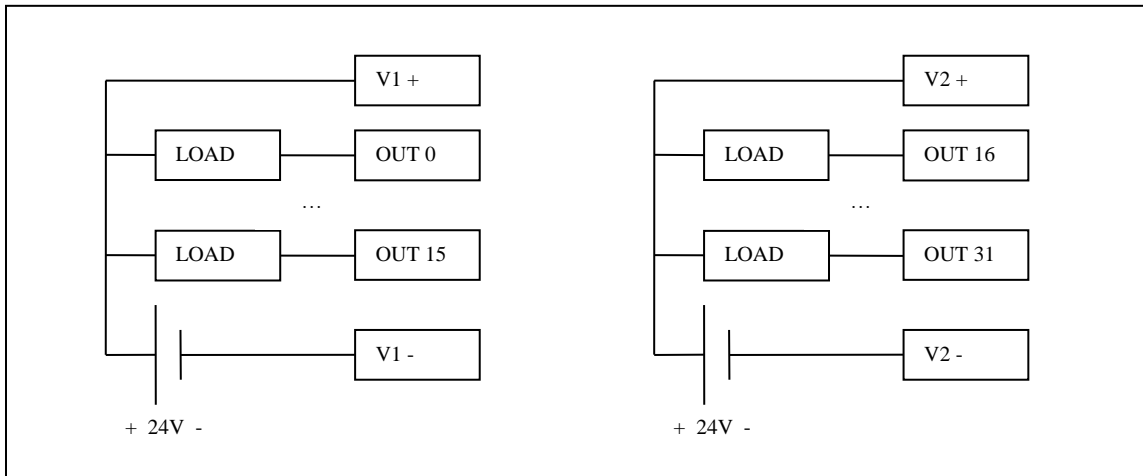 V1 +
LOAD
OUT 0
...
LOAD
OUT 15
V1 -
+ 24V -
V2 +
LOAD
OUT 16
...
LOAD
OUT 31
V2 -
+ 24V -